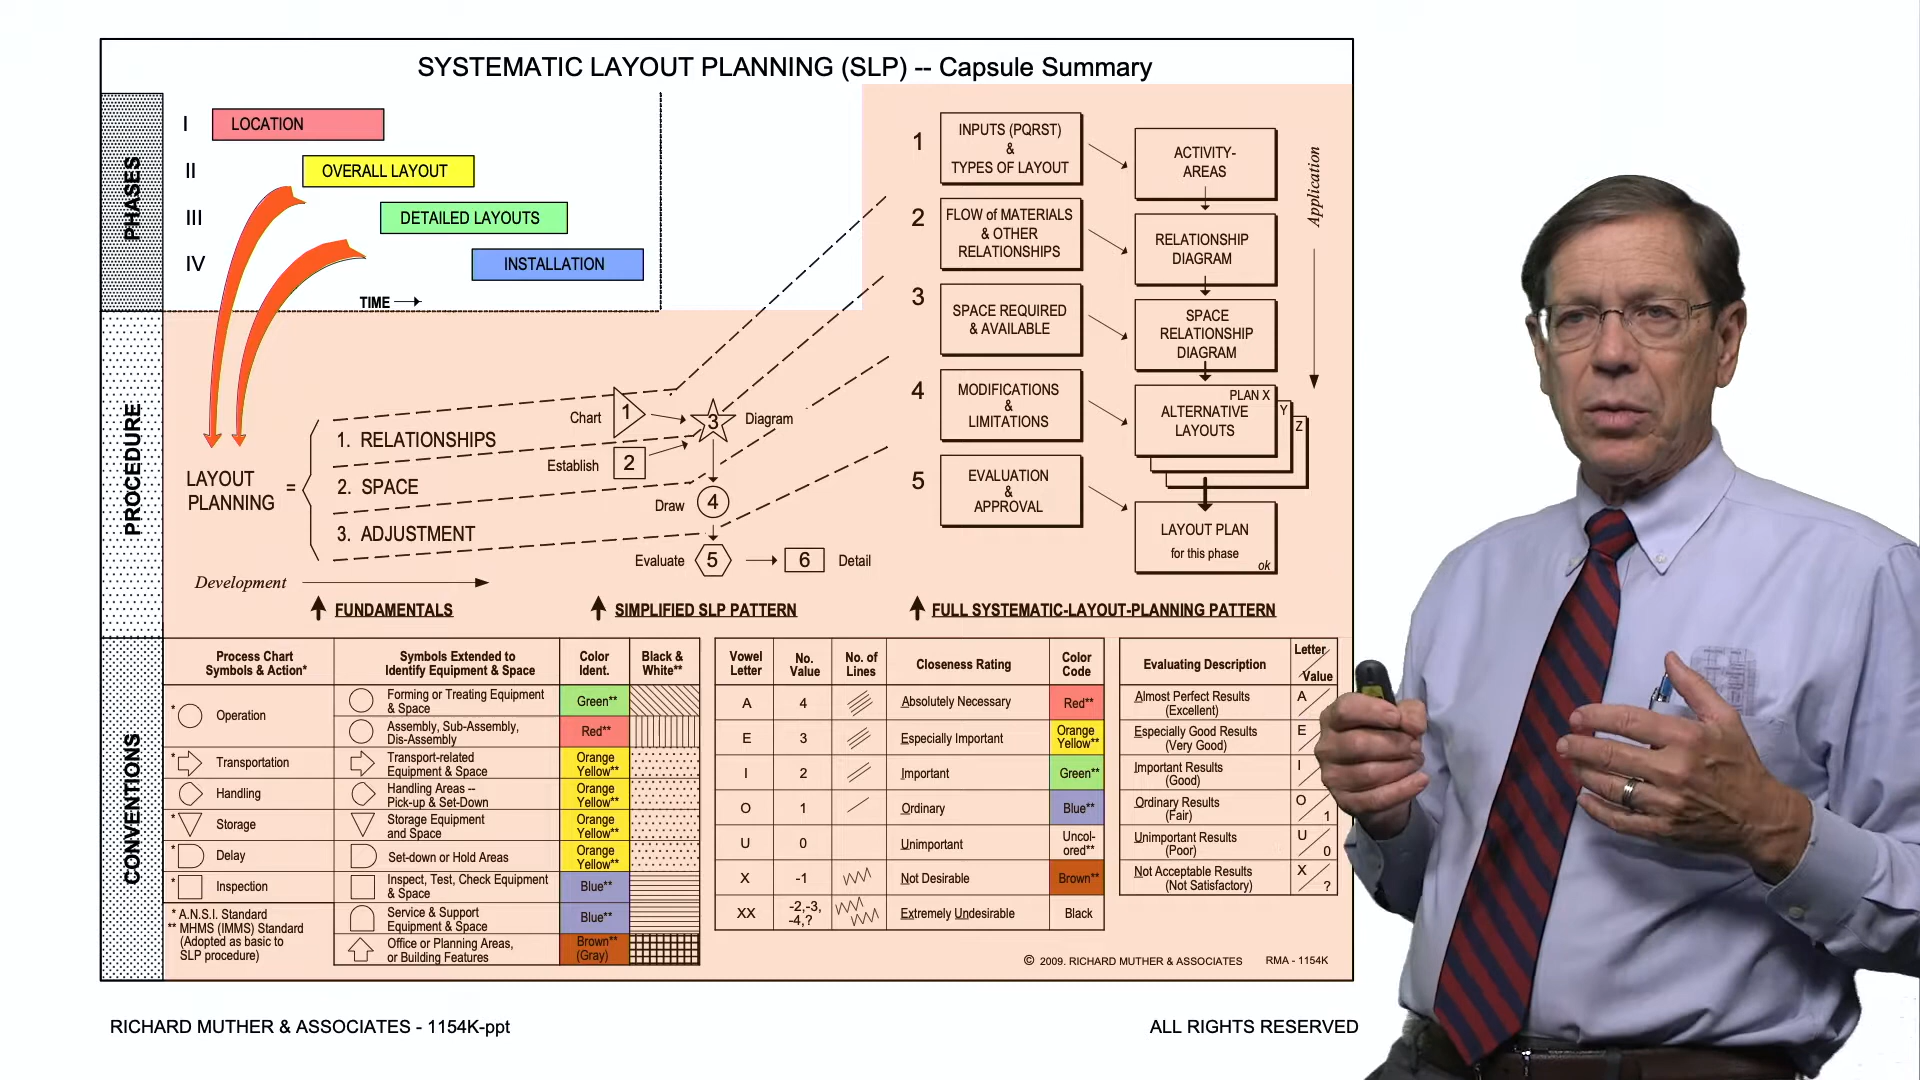 SYSTEMATIC LAYOUT PLANNING (SLP) -- Capsule Summary
PHASES
I LOCATION
II OVERALL LAYOUT
III DETAILED LAYOUTS
IV INSTALLATION
TIME
PROCEDURE
LAYOUT
PLANNING
=
1. RELATIONSHIPS
2. SPACE
3. ADJUSTMENT
Development
FUNDAMENTALS
Chart 1
Establish 2
3 Diagram
Draw 4
Evaluate 5
6 Detail
SIMPLIFIED SLP PATTERN
1
INPUTS (PQRST)
&
TYPES OF LAYOUT
2
FLOW of MATERIALS
& OTHER
RELATIONSHIPS
3
SPACE REQUIRED
& AVAILABLE
4
MODIFICATIONS
&
LIMITATIONS
5
EVALUATION
&
APPROVAL
ACTIVITY-
AREAS
RELATIONSHIP
DIAGRAM
SPACE
RELATIONSHIP
DIAGRAM
PLAN X
ALTERNATIVE
LAYOUTS
Y
Z
LAYOUT PLAN
for this phase
ok
Application
FULL SYSTEMATIC-LAYOUT-PLANNING PATTERN
CONVENTIONS
Process Chart
Symbols & Action*
* Operation
* Transportation
Handling
* Storage
* Delay
* Inspection
* A.N.S.I. Standard
** MHMS (IMMS) Standard
(Adopted as basic to
SLP procedure)
Symbols Extended to
Identify Equipment & Space
Forming or Treating Equipment
& Space
Assembly, Sub-Assembly,
Dis-Assembly
Transport-related
Equipment & Space
Handling Areas --
Pick-up & Set-Down
Storage Equipment
and Space
Set-down or Hold Areas
Inspect, Test, Check Equipment
& Space
Service & Support
Equipment & Space
Office or Planning Areas,
or Building Features
Color
Ident.
Green**
Red**
Orange
Yellow**
Orange
Yellow**
Orange
Yellow**
Orange
Yellow**
Blue**
Blue**
Brown**
(Gray)
Black &
White**
Vowel
Letter
No.
Value
No. of
Lines
Closeness Rating
Color
Code
A 4 Absolutely Necessary Red**
E 3 Especially Important Orange
Yellow**
I 2 Important Green**
O 1 Ordinary Blue**
U 0 Unimportant Uncol-
ored**
X -1 Not Desirable Brown**
XX -2,-3,
-4,? Extremely Undesirable Black
Evaluating Description
Letter
Value
Almost Perfect Results
(Excellent)
A
Especially Good Results
(Very Good)
E
Important Results
(Good)
I
Ordinary Results
(Fair)
O
1
Unimportant Results
(Poor)
U
0
Not Acceptable Results
(Not Satisfactory)
X
?
© 2009. RICHARD MUTHER & ASSOCIATES RMA - 1154K
RICHARD MUTHER & ASSOCIATES - 1154K-ppt
ALL RIGHTS RESERVED